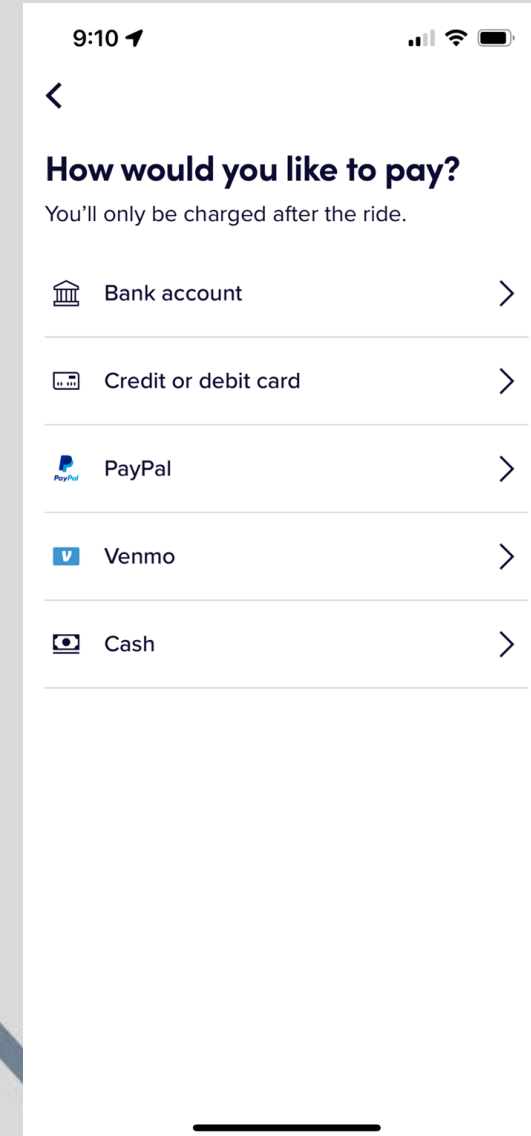 9:10
How would you like to pay?
You'll only be charged after the ride.
Bank account
Credit or debit card
PayPal
PayPal
V
Venmo
Cash